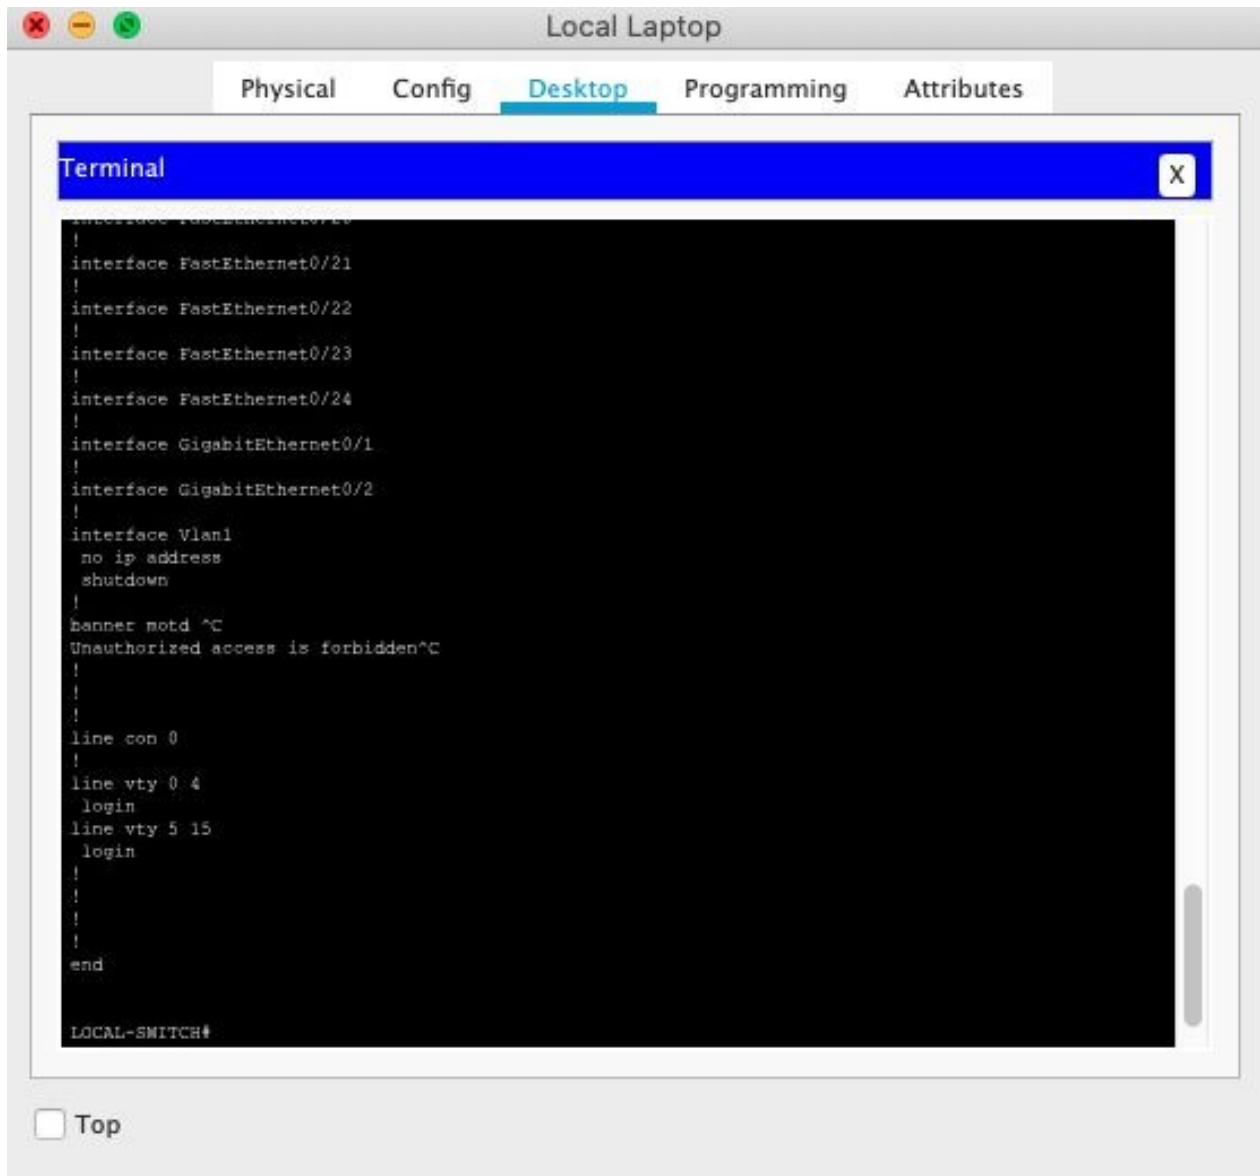 Local Laptop
Physical Config Desktop Programming Attributes
Terminal X
!
interface FastEthernet0/21
!
interface FastEthernet0/22
!
interface FastEthernet0/23
!
interface FastEthernet0/24
!
interface GigabitEthernet0/1
!
interface GigabitEthernet0/2
!
interface Vlan1
no ip address
shutdown
!
banner motd ^C
Unauthorized access is forbidden^C
!
!
!
line con 0
!
line vty 0 4
login
line vty 5 15
login
!
!
!
!
end
LOCAL-SWITCH#
Top